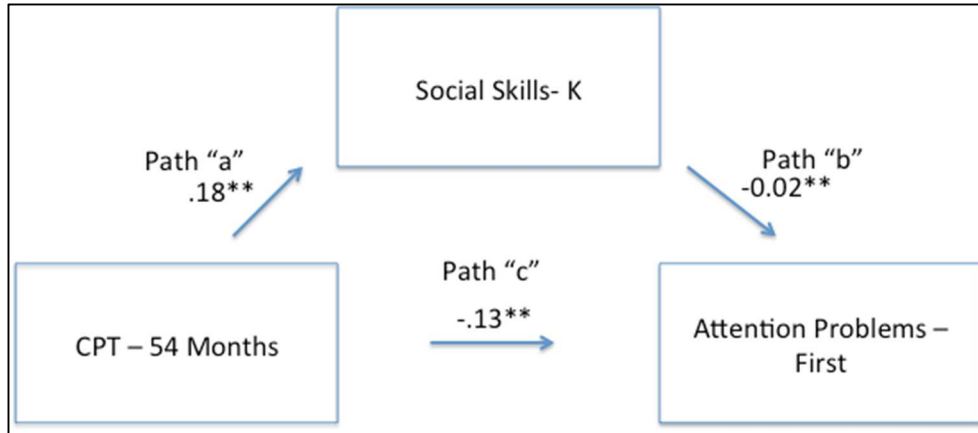 Social Skills- K
Path “a”
.18**
Path “b”
-0.02**
Path “c”
-.13**
CPT – 54 Months
Attention Problems –
First